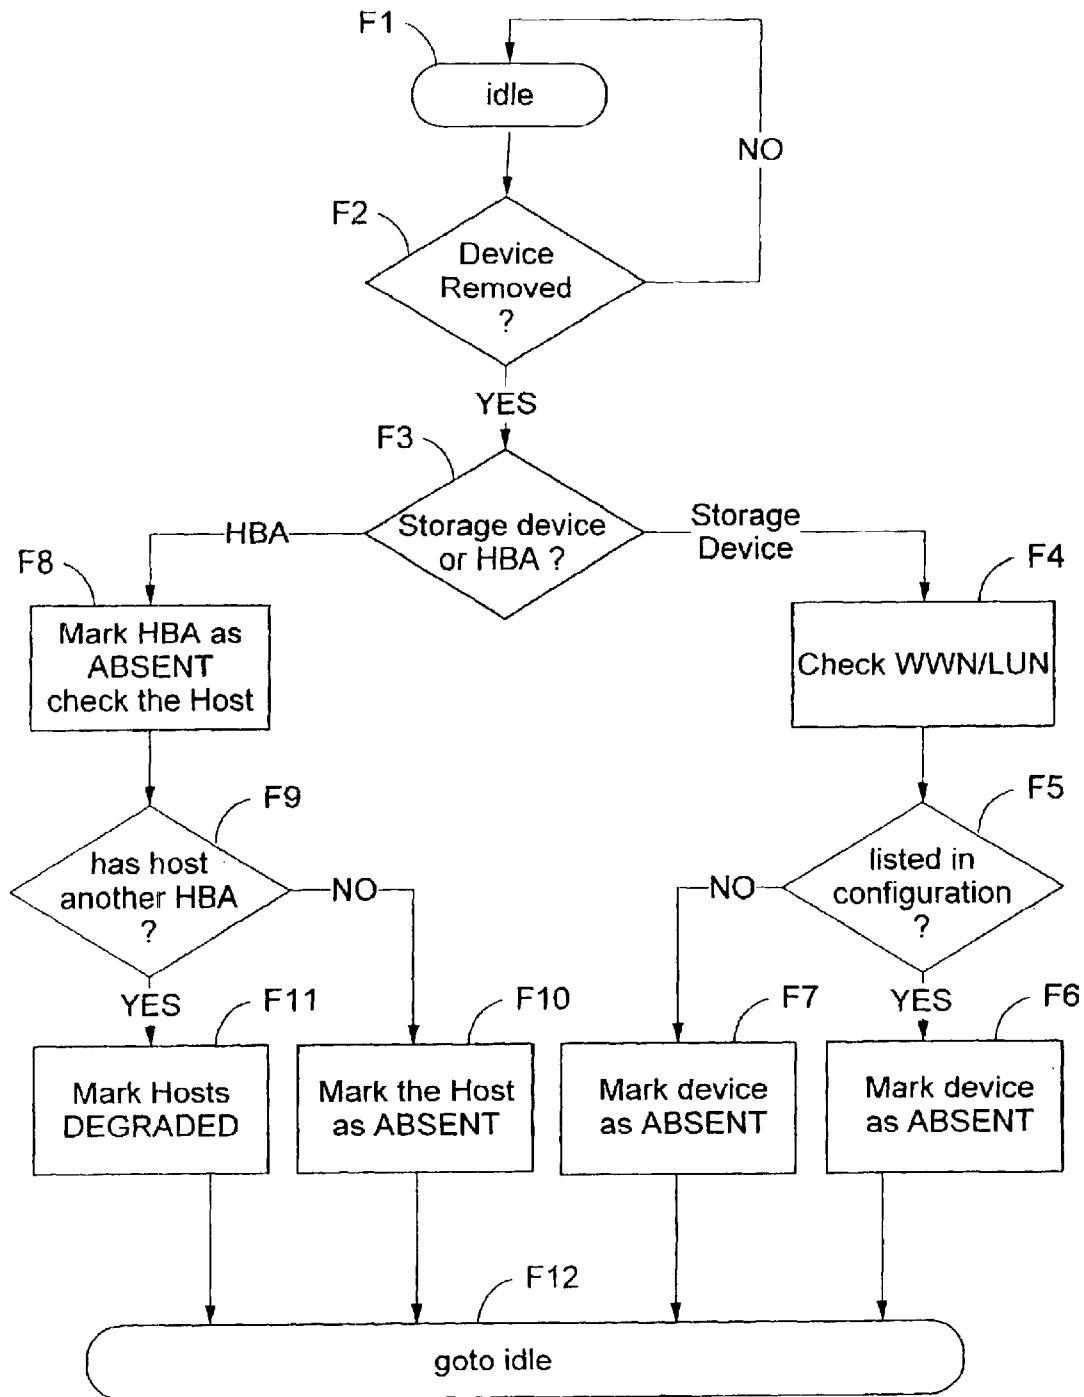 F1
idle
NO
F2
Device
Removed
?
YES
F3
Storage device
or HBA ?
HBA
Storage
Device
F8
Mark HBA as
ABSENT
check the Host
F4
Check WWN/LUN
F9
has host
another HBA
?
NO
YES
F5
listed in
configuration
?
NO
YES
F11
Mark Hosts
DEGRADED
F10
Mark the Host
as ABSENT
F7
Mark device
as ABSENT
F6
Mark device
as ABSENT
F12
goto idle